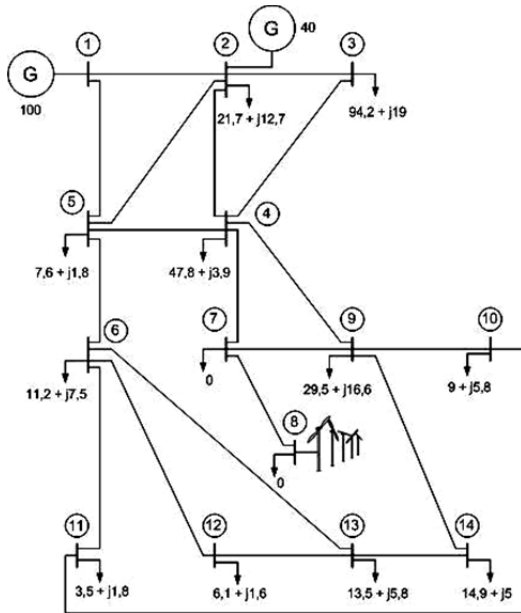 G
40
1
2
3
G
100
21,7 + j12,7
94,2 + j19
5
4
7,6 + j1,8
47,8 + j3,9
6
7
9
10
11,2 + j7,5
0
29,5 + j16,6
9 + j5,8
8
0
11
12
13
14
3,5 + j1,8
6,1 + j1,6
13,5 + j5,8
14,9 + j5